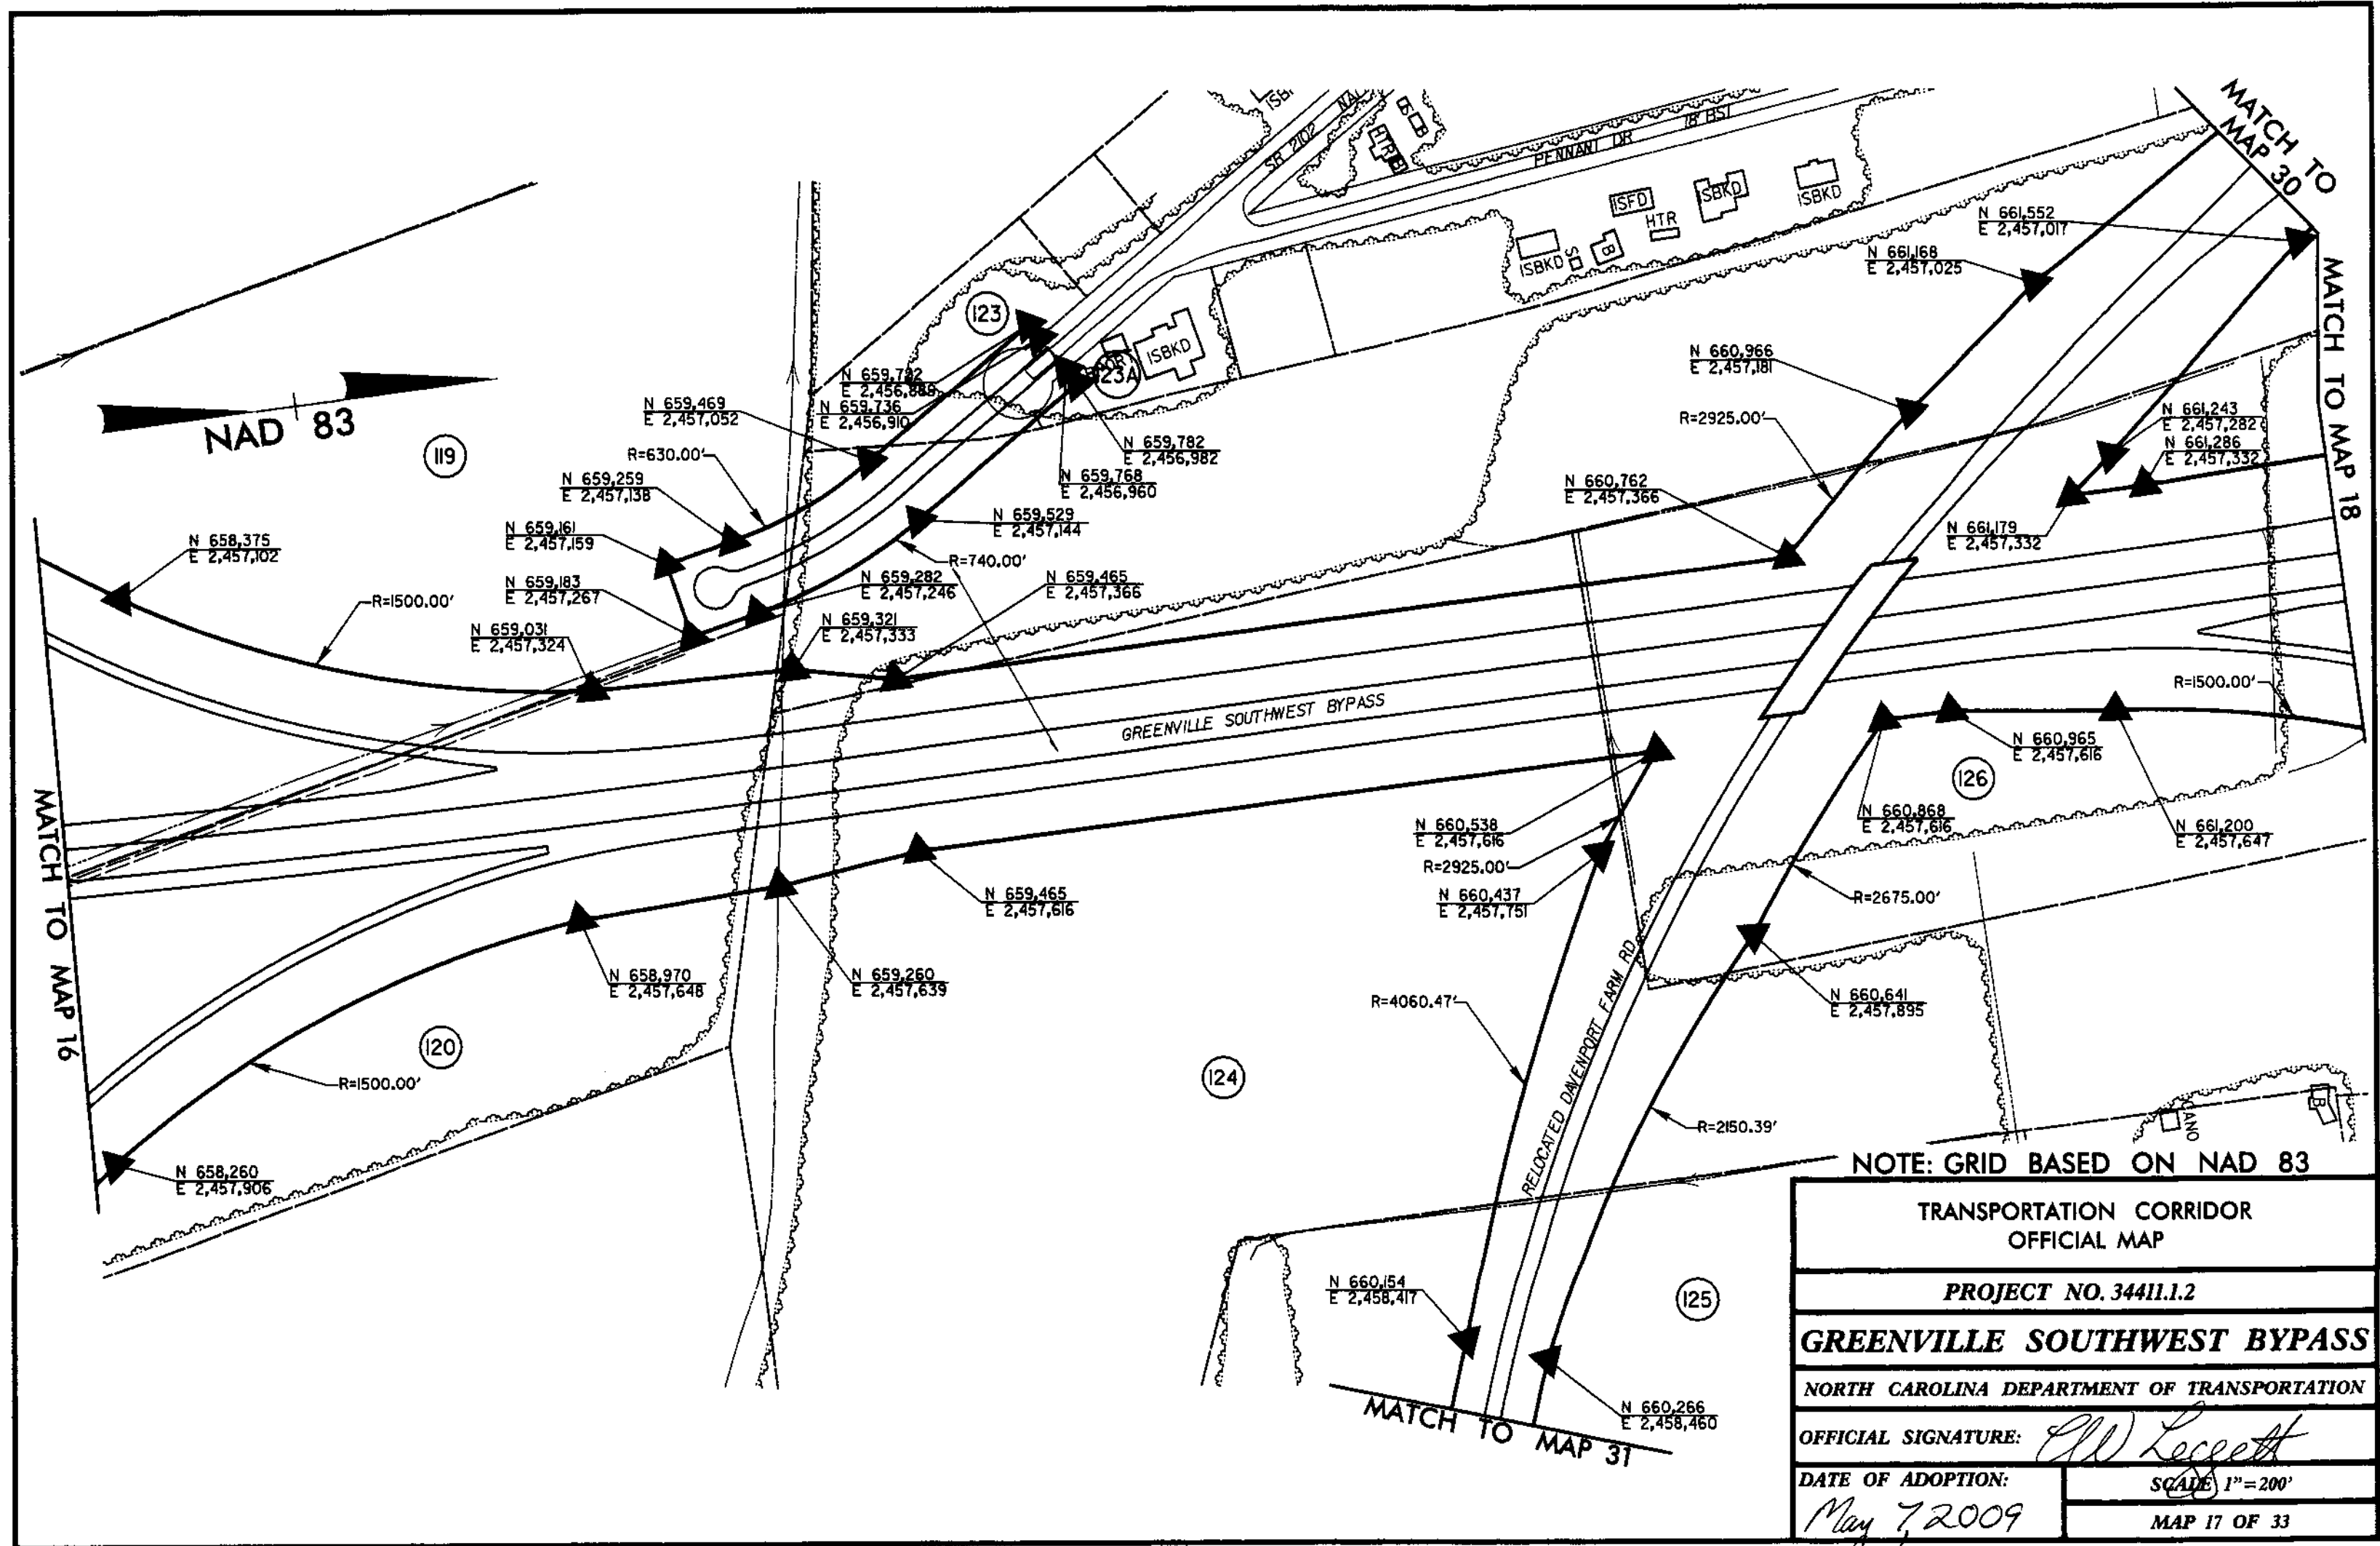 MATCH TO
MAP 30
SR 2102
18' BST
PENNANT DR
ISFD
HTR
SBKD
ISBKD
ISBKD
S
B
ISBKD
N 661,552
E 2,457,017
N 661,168
E 2,457,025
MATCH TO MAP 18
123
123A
N 659,782
E 2,456,889
N 659,736
E 2,456,910
N 659,469
E 2,457,052
R=630.00'
N 659,259
E 2,457,138
N 659,161
E 2,457,159
N 659,183
E 2,457,267
N 659,031
E 2,457,324
NAD 83
119
N 658,375
E 2,457,102
R=1500.00'
N 659,782
E 2,456,982
N 659,768
E 2,456,960
N 659,529
E 2,457,144
R=740.00'
N 659,282
E 2,457,246
N 659,465
E 2,457,366
N 659,321
E 2,457,333
N 660,966
E 2,457,181
R=2925.00'
N 660,762
E 2,457,366
N 661,243
E 2,457,282
N 661,286
E 2,457,332
N 661,179
E 2,457,332
GREENVILLE SOUTHWEST BYPASS
R=1500.00'
N 660,965
E 2,457,616
126
N 660,868
E 2,457,616
N 661,200
E 2,457,647
N 660,538
E 2,457,616
R=2925.00'
N 660,437
E 2,457,751
R=2675.00'
N 660,641
E 2,457,895
N 659,465
E 2,457,616
N 658,970
E 2,457,648
N 659,260
E 2,457,639
MATCH TO MAP 16
120
R=1500.00'
N 658,260
E 2,457,906
124
R=4060.47'
RELOCATED DAVENPORT FARM RD
R=2150.39'
CANO
B
N 660,154
E 2,458,417
125
N 660,266
E 2,458,460
MATCH TO MAP 31
NOTE: GRID BASED ON NAD 83
TRANSPORTATION CORRIDOR
OFFICIAL MAP
PROJECT NO. 34411.1.2
GREENVILLE SOUTHWEST BYPASS
NORTH CAROLINA DEPARTMENT OF TRANSPORTATION
OFFICIAL SIGNATURE: Leggett
DATE OF ADOPTION:
May 7, 2009
SCALE 1"=200'
MAP 17 OF 33